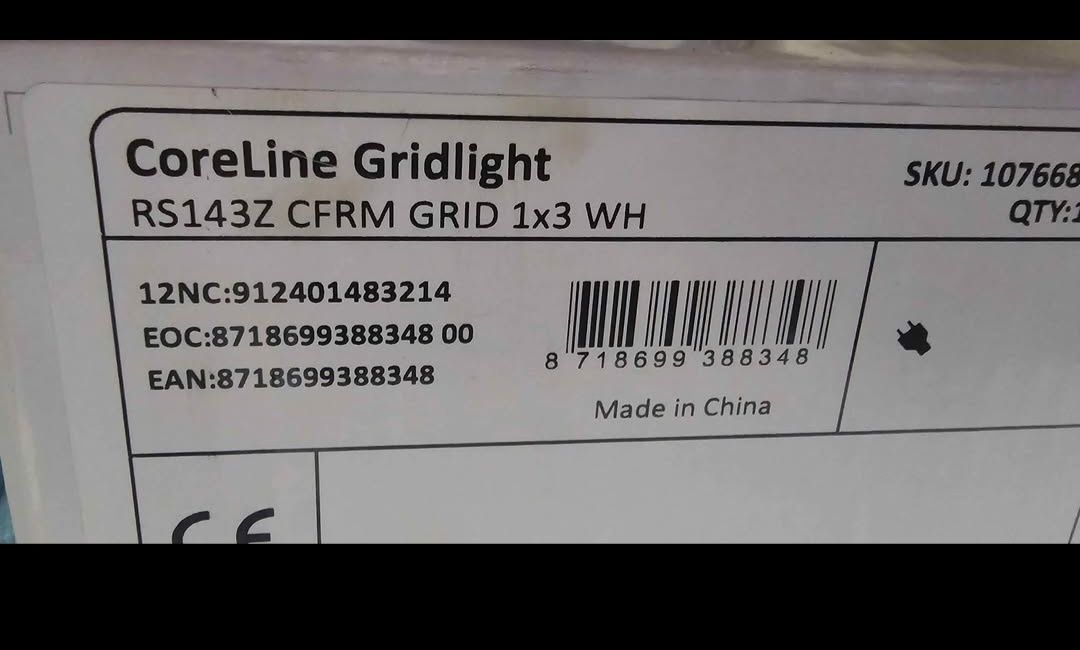 CoreLine Gridlight
RS143Z CFRM GRID 1x3 WH
SKU: 107668
QTY:1
12NC:912401483214
EOC:8718699388348 00
EAN:8718699388348
8 718699 388348
Made in China
CE